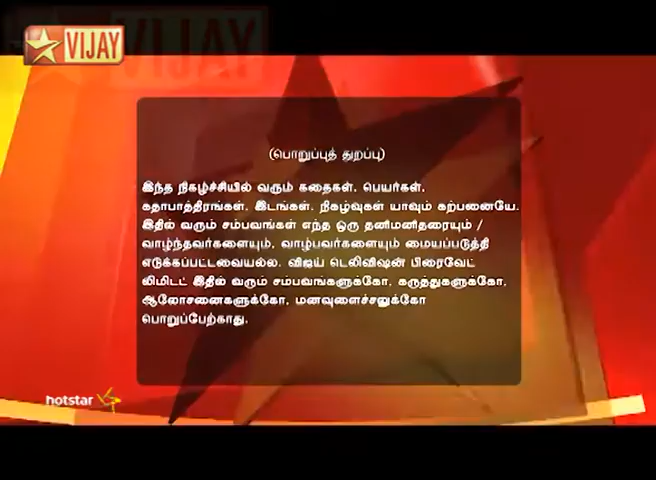 VIJAY
(பொறுப்புத் துறப்பு)
இந்த நிகழ்ச்சியில் வரும் கதைகள், பெயர்கள்,
கதாபாத்திரங்கள், இடங்கள், நிகழ்வுகள் யாவும் கற்பனையே.
இதில் வரும் சம்பவங்கள் எந்த ஒரு தனிமனிதரையும் /
வாழ்ந்தவர்களையும், வாழ்பவர்களையும் மையப்படுத்தி
எடுக்கப்பட்டவையல்ல. விஜய் டெலிவிஷன் பிரைவேட்
லிமிடட் இதில் வரும் சம்பவங்களுக்கோ, கருத்துகளுக்கோ,
ஆலோசனைகளுக்கோ, மனவுளைச்சலுக்கோ
பொறுப்பேற்காது.
hotstar